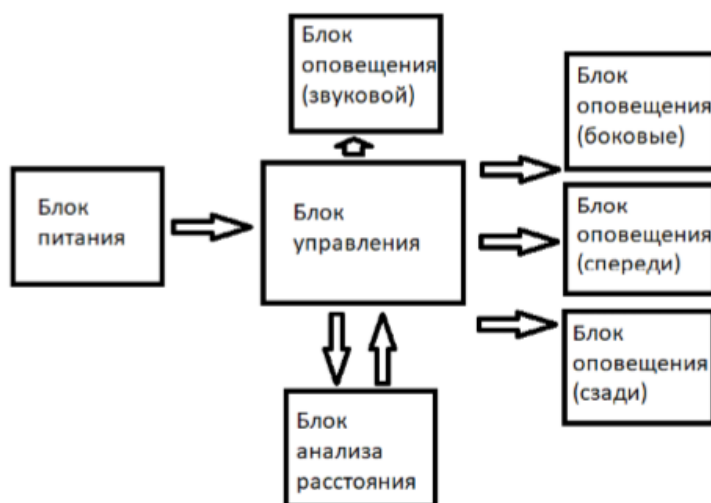 Блок
оповещения
(звуковой)
Блок
оповещения
(боковые)
Блок
питания
Блок
управления
Блок
оповещения
(спереди)
Блок
оповещения
(сзади)
Блок
анализа
расстояния